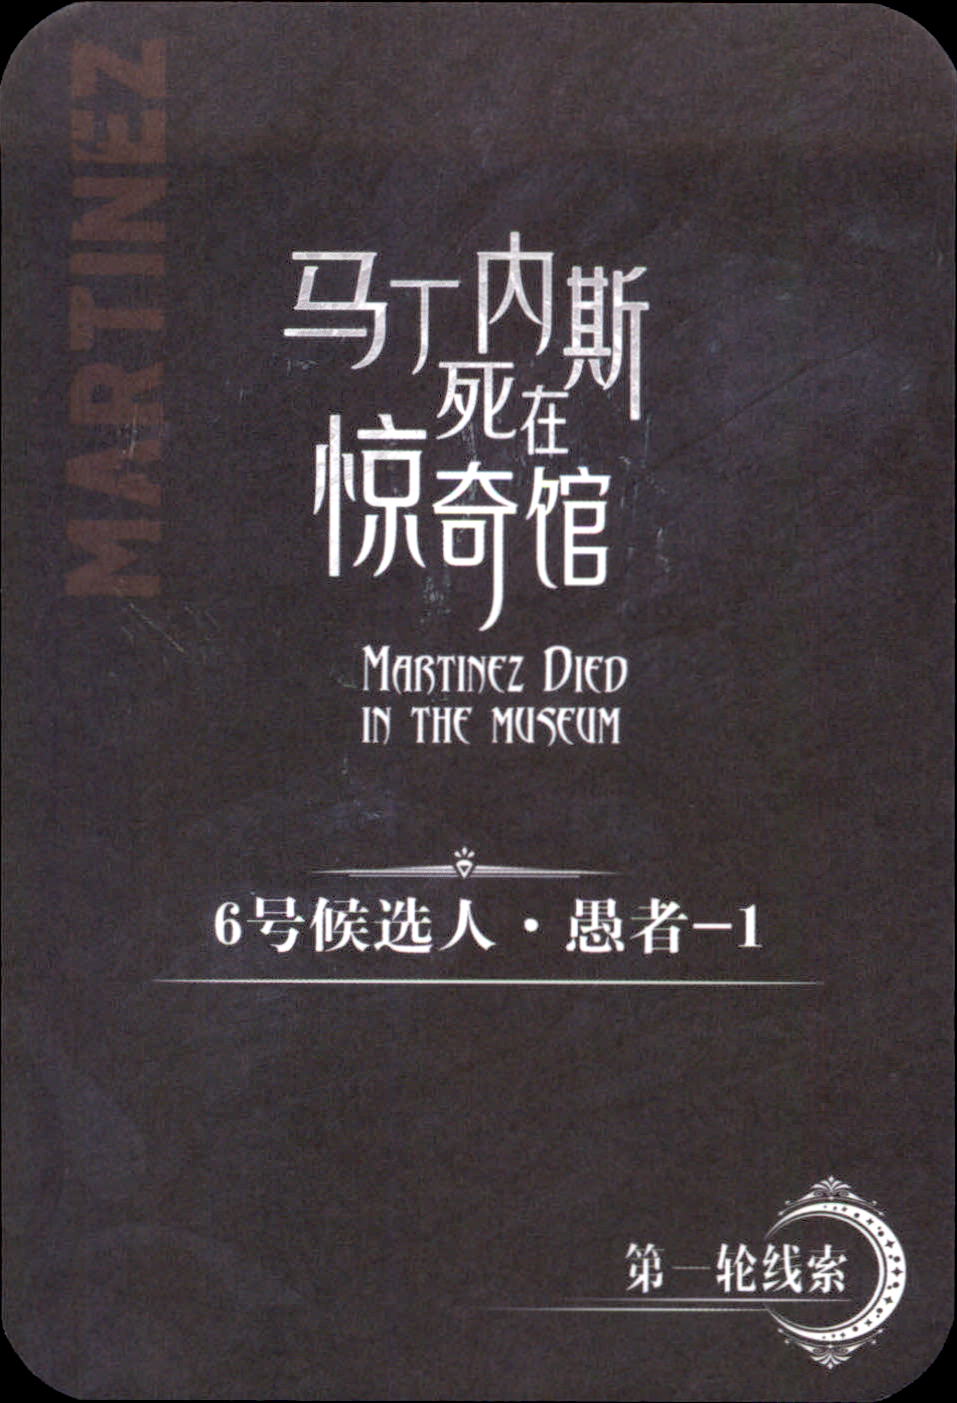 MARTINEZ
马丁内斯
死在
惊奇馆
MARTINEZ DIED
IN THE MUSEUM
6号候选人·愚者-1
第一轮线索